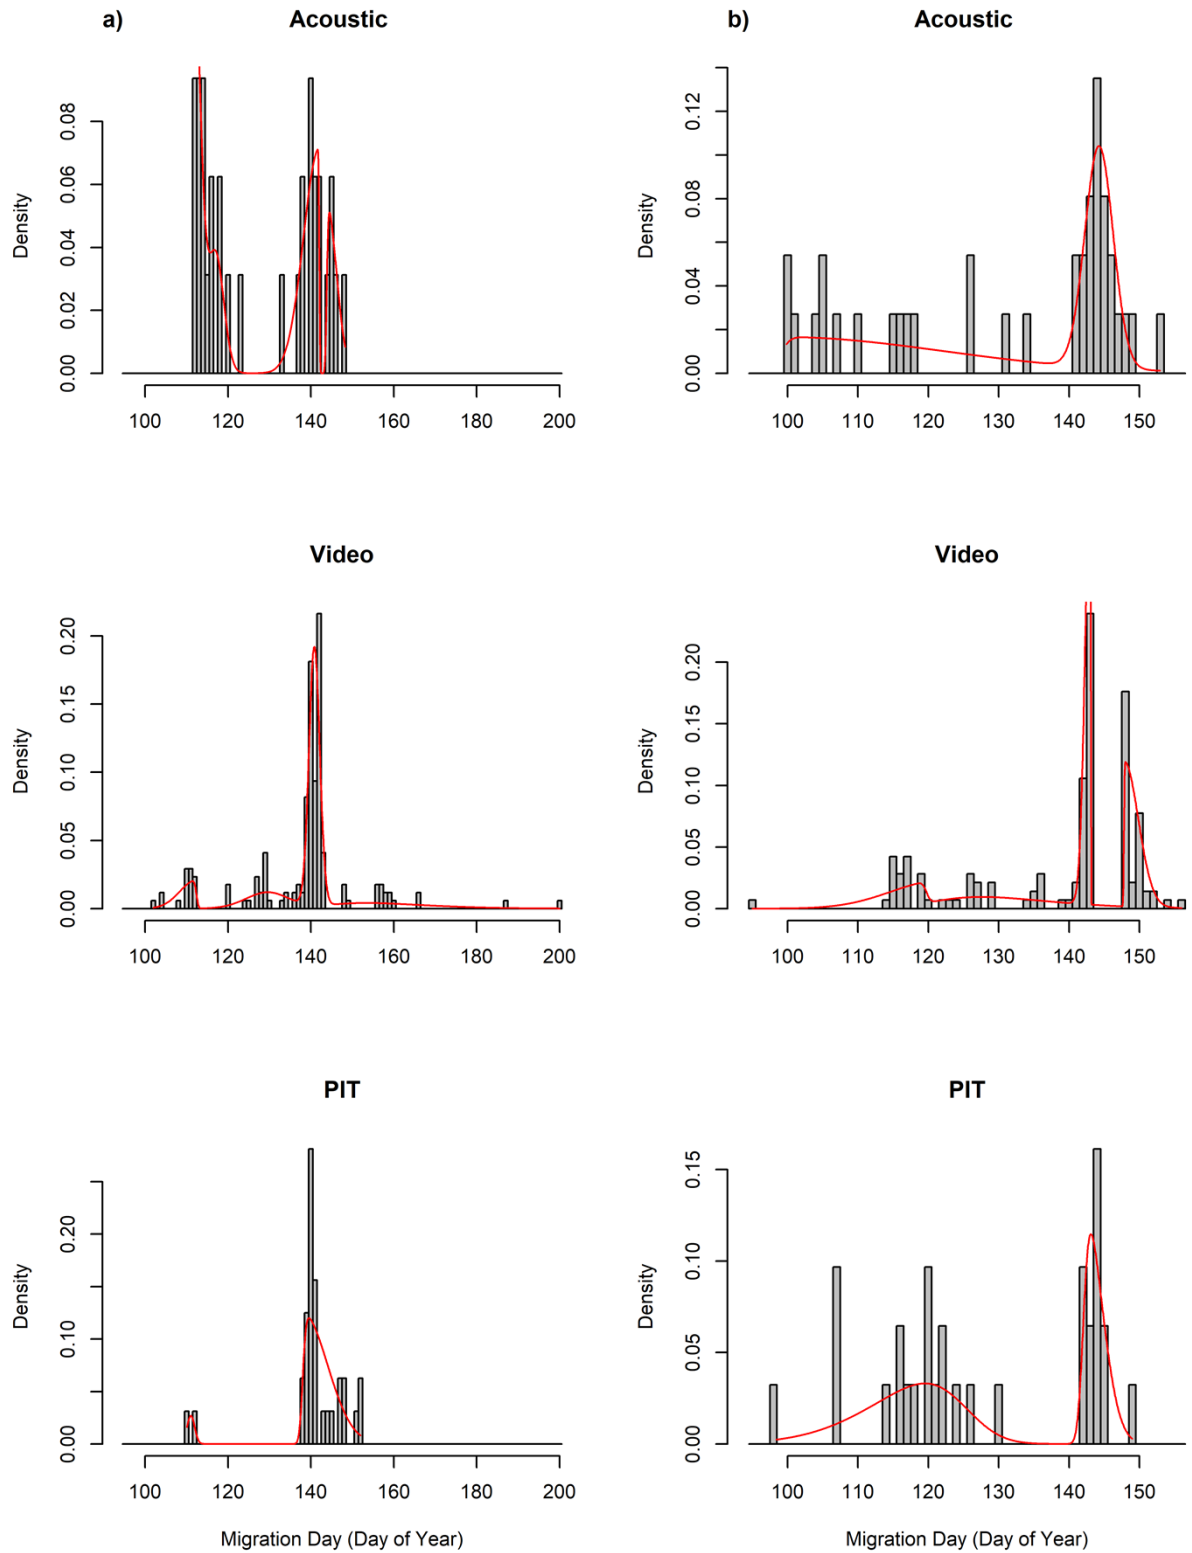 a) Acoustic
b) Acoustic
Density
0.00 0.02 0.04 0.06 0.08
100 120 140 160 180 200
Density
0.00 0.04 0.08 0.12
100 110 120 130 140 150
Video
Video
Density
0.00 0.05 0.10 0.15 0.20
100 120 140 160 180 200
Density
0.00 0.05 0.10 0.15 0.20
100 110 120 130 140 150
PIT
PIT
Density
0.00 0.10 0.20
100 120 140 160 180 200
Migration Day (Day of Year)
Density
0.00 0.05 0.10 0.15
100 110 120 130 140 150
Migration Day (Day of Year)